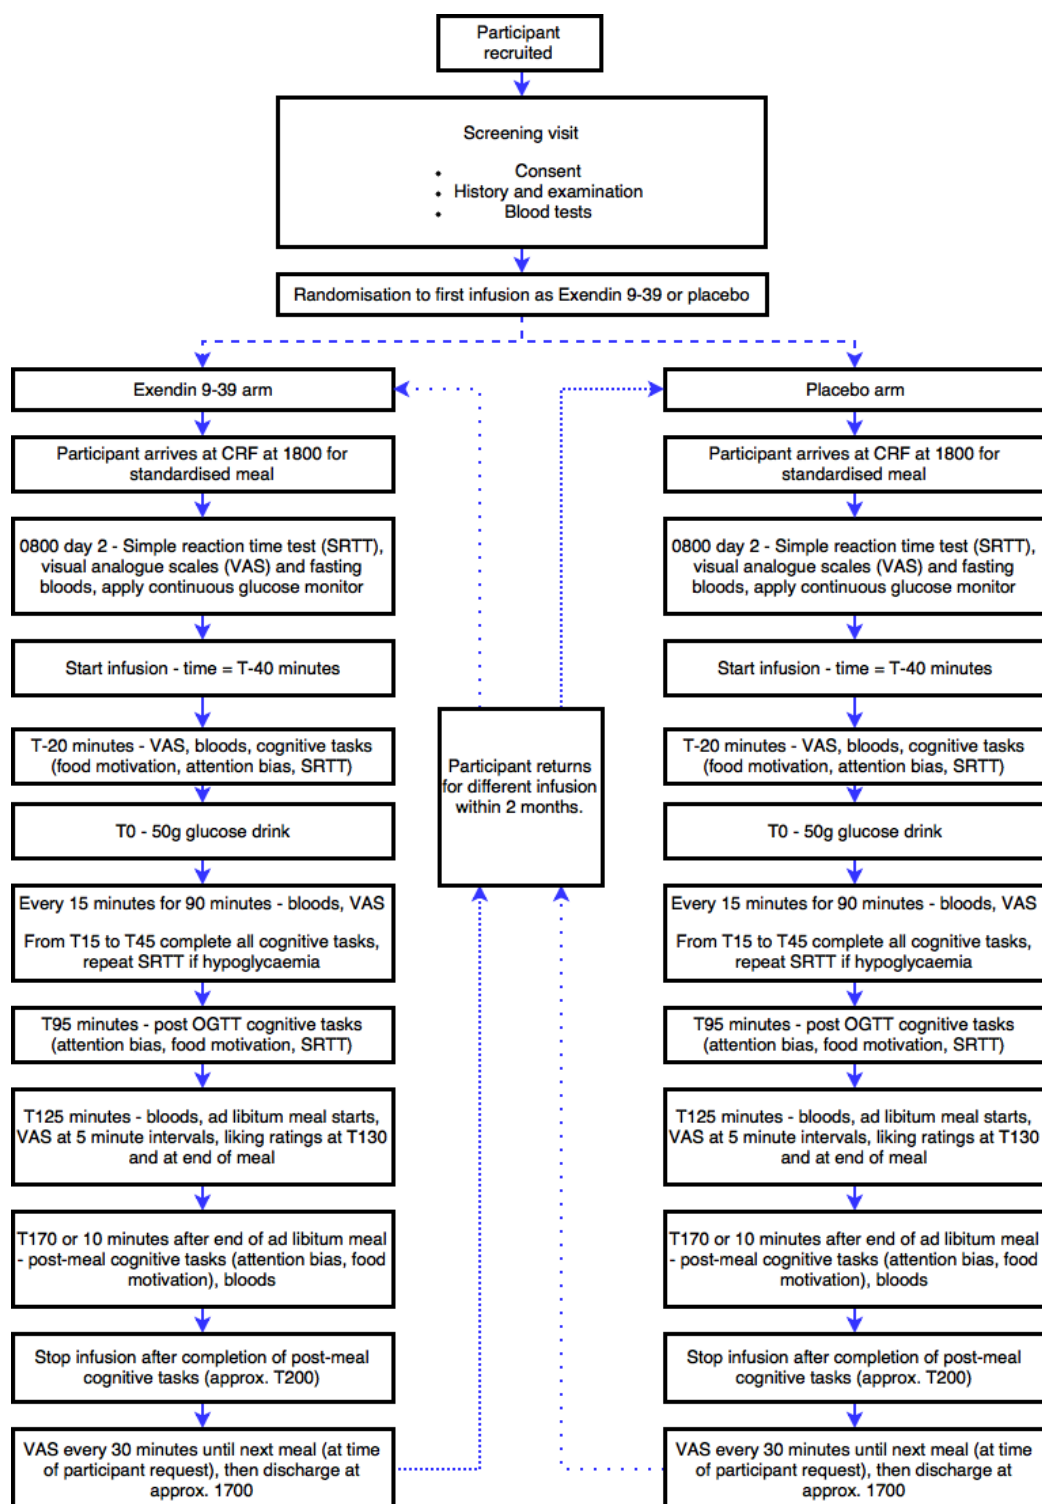 Participant
recruited
Screening visit
• Consent
• History and examination
• Blood tests
Randomisation to first infusion as Exendin 9-39 or placebo
Exendin 9-39 arm
Participant arrives at CRF at 1800 for
standardised meal
0800 day 2 - Simple reaction time test (SRTT),
visual analogue scales (VAS) and fasting
bloods, apply continuous glucose monitor
Start infusion - time = T-40 minutes
T-20 minutes - VAS, bloods, cognitive tasks
(food motivation, attention bias, SRTT)
T0 - 50g glucose drink
Every 15 minutes for 90 minutes - bloods, VAS
From T15 to T45 complete all cognitive tasks,
repeat SRTT if hypoglycaemia
T95 minutes - post OGTT cognitive tasks
(attention bias, food motivation, SRTT)
T125 minutes - bloods, ad libitum meal starts,
VAS at 5 minute intervals, liking ratings at T130
and at end of meal
T170 or 10 minutes after end of ad libitum meal
- post-meal cognitive tasks (attention bias, food
motivation), bloods
Stop infusion after completion of post-meal
cognitive tasks (approx. T200)
VAS every 30 minutes until next meal (at time
of participant request), then discharge at
approx. 1700
Participant returns
for different infusion
within 2 months.
Placebo arm
Participant arrives at CRF at 1800 for
standardised meal
0800 day 2 - Simple reaction time test (SRTT),
visual analogue scales (VAS) and fasting
bloods, apply continuous glucose monitor
Start infusion - time = T-40 minutes
T-20 minutes - VAS, bloods, cognitive tasks
(food motivation, attention bias, SRTT)
T0 - 50g glucose drink
Every 15 minutes for 90 minutes - bloods, VAS
From T15 to T45 complete all cognitive tasks,
repeat SRTT if hypoglycaemia
T95 minutes - post OGTT cognitive tasks
(attention bias, food motivation, SRTT)
T125 minutes - bloods, ad libitum meal starts,
VAS at 5 minute intervals, liking ratings at T130
and at end of meal
T170 or 10 minutes after end of ad libitum meal
- post-meal cognitive tasks (attention bias, food
motivation), bloods
Stop infusion after completion of post-meal
cognitive tasks (approx. T200)
VAS every 30 minutes until next meal (at time
of participant request), then discharge at
approx. 1700